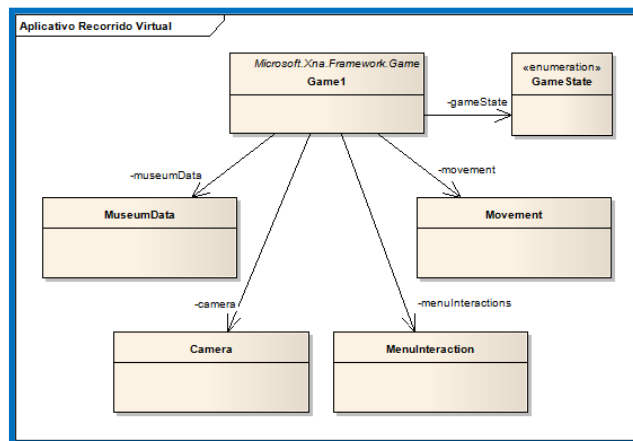 Aplicativo Recorrido Virtual
Microsoft.Xna.Framework.Game
Game1
«enumeration»
GameState
-gameState
-museumData
-movement
MuseumData
Movement
-camera
-menuInteractions
Camera
MenuInteraction